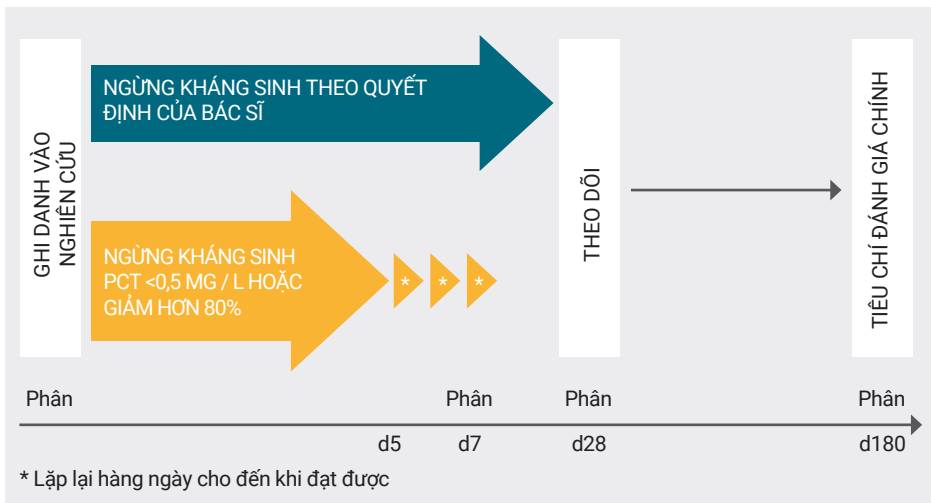 GHI DANH VÀO
NGHIÊN CỨU
NGỪNG KHÁNG SINH THEO QUYẾT
ĐỊNH CỦA BÁC SĨ
NGỪNG KHÁNG SINH
PCT <0,5 MG / L HOẶC
GIẢM HƠN 80%
* * *
THEO DÕI
TIÊU CHÍ ĐÁNH GIÁ CHÍNH
Phân Phân Phân Phân
d5 d7 d28 d180
* Lặp lại hàng ngày cho đến khi đạt được